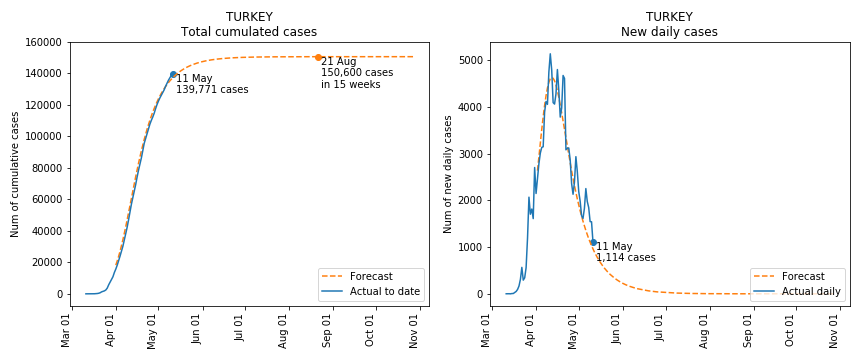 TURKEY
Total cumulated cases
Num of cumulative cases
160000
140000
120000
100000
80000
60000
40000
20000
0
21 Aug
150,600 cases
in 15 weeks
11 May
139,771 cases
Forecast
Actual to date
Mar 01
Apr 01
May 01
Jun 01
Jul 01
Aug 01
Sep 01
Oct 01
Nov 01
TURKEY
New daily cases
Num of new daily cases
5000
4000
3000
2000
1000
0
11 May
1,114 cases
Forecast
Actual daily
Mar 01
Apr 01
May 01
Jun 01
Jul 01
Aug 01
Sep 01
Oct 01
Nov 01